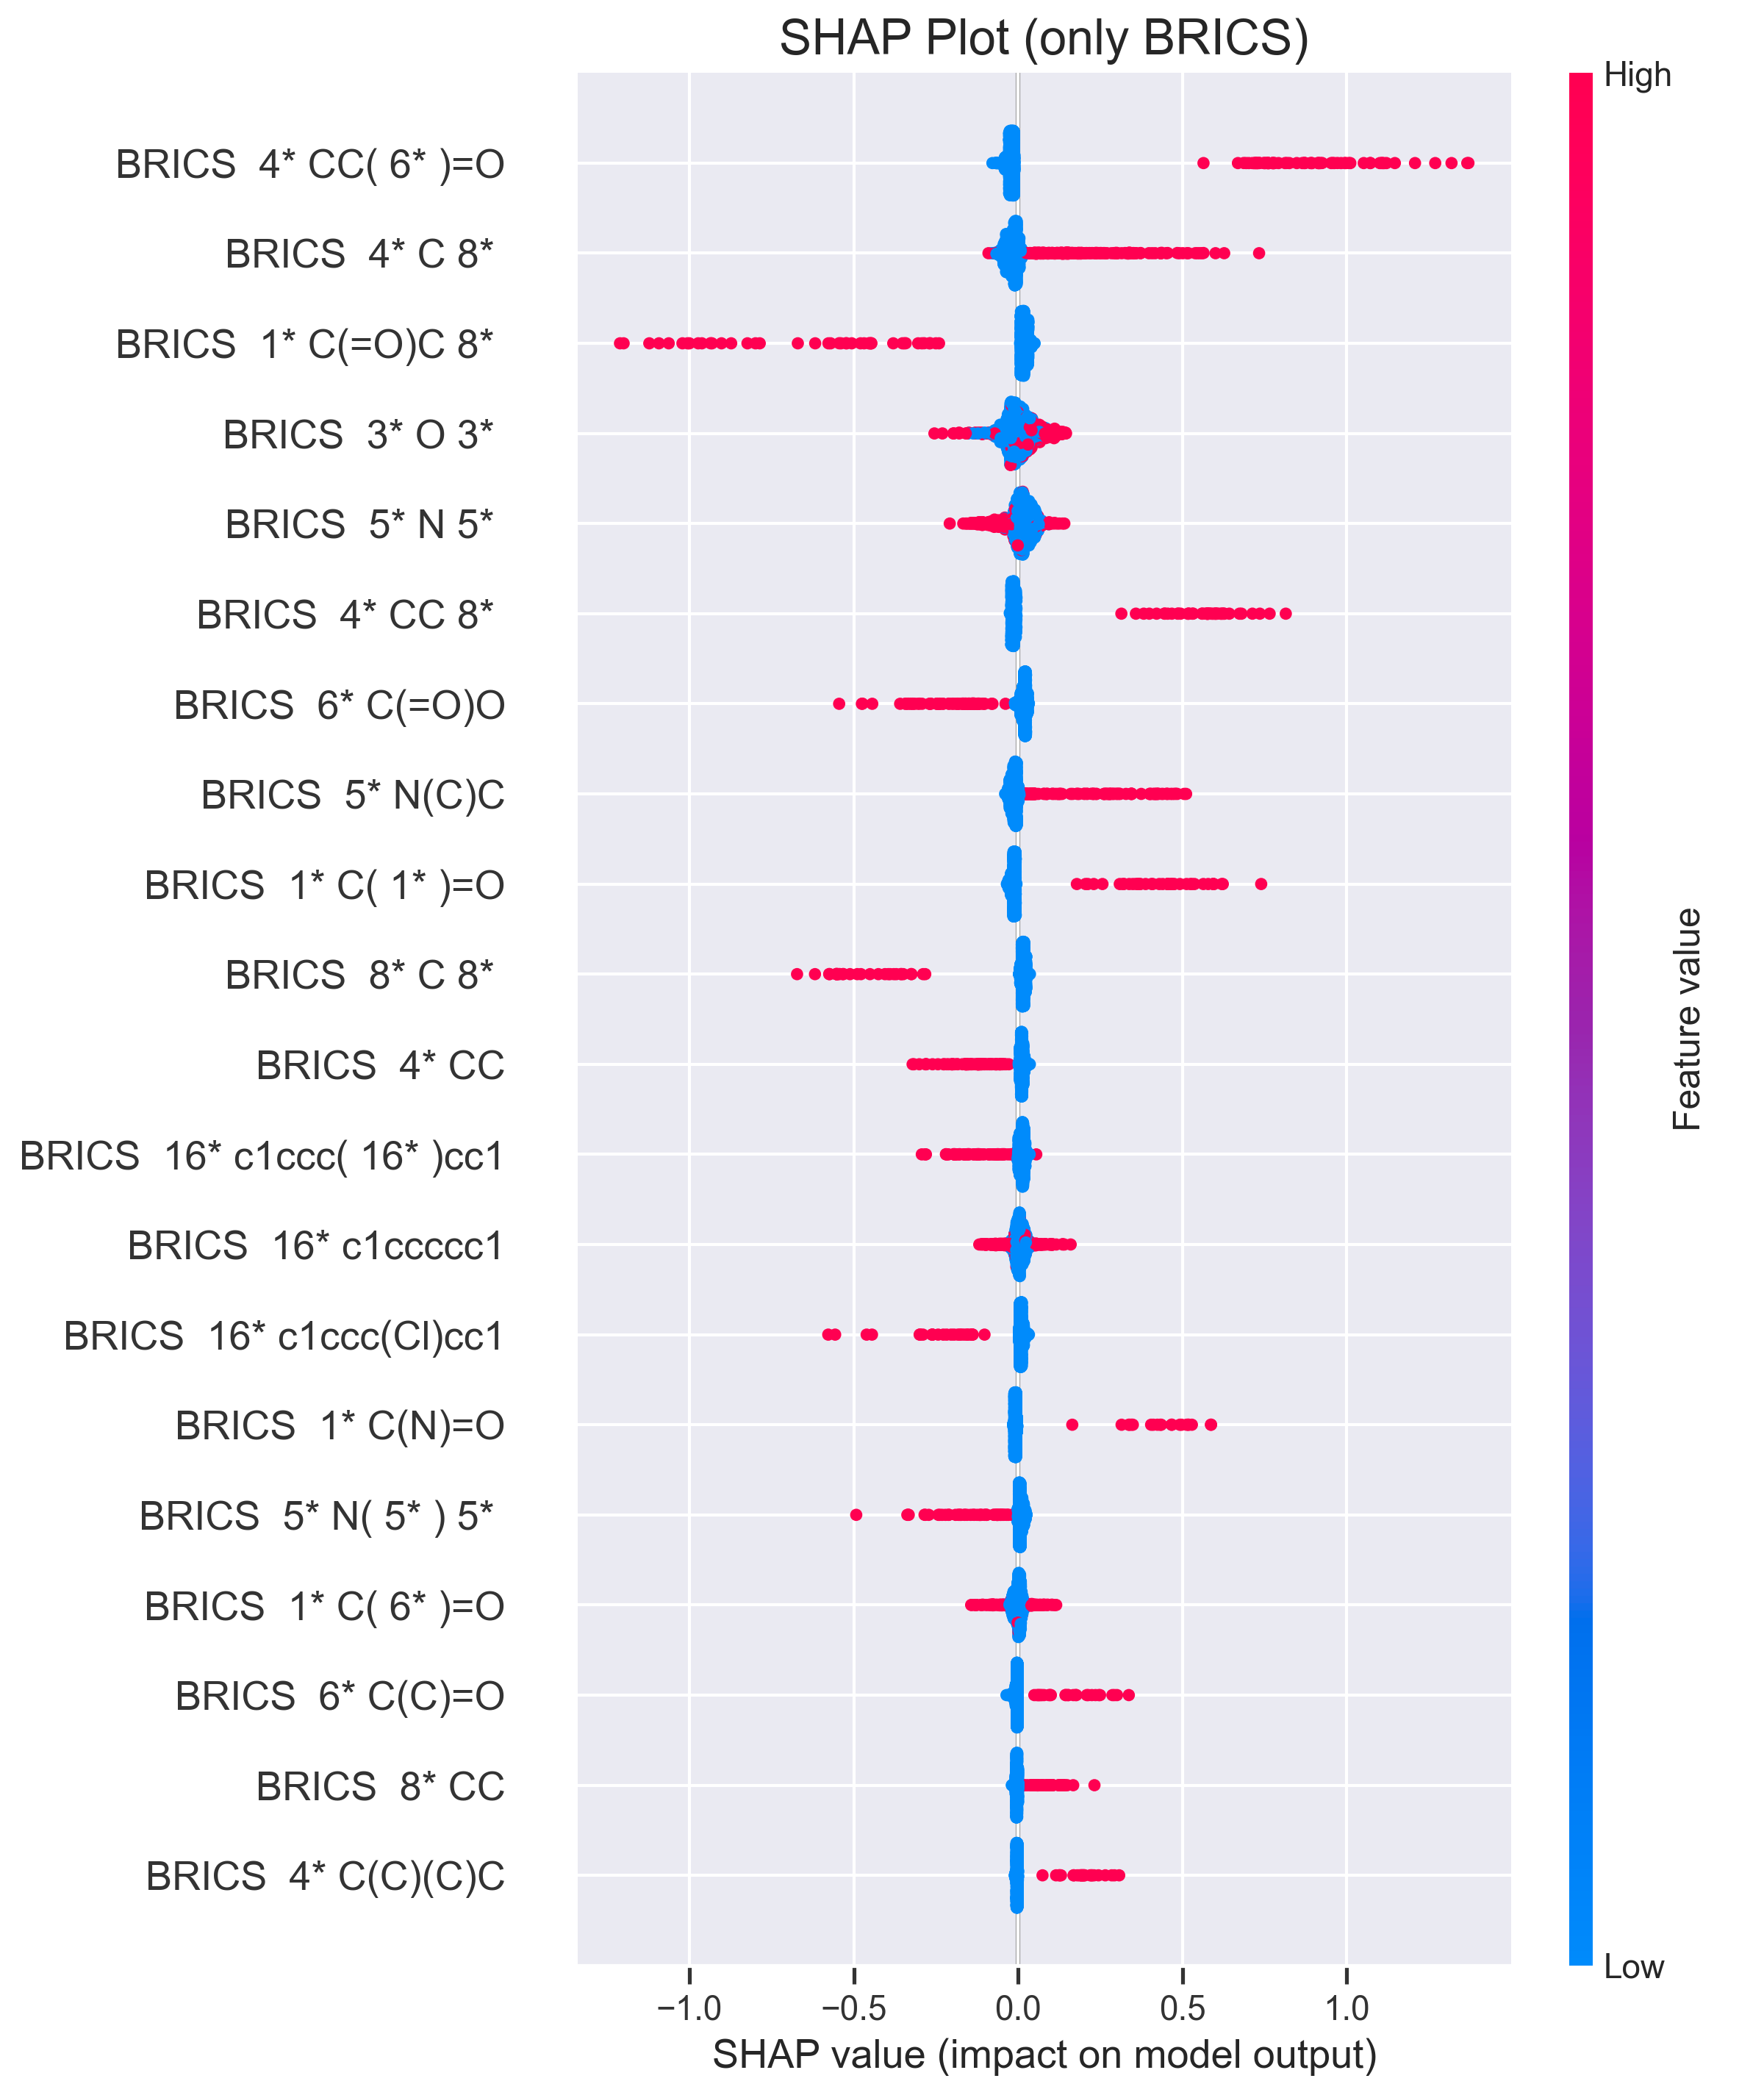 SHAP Plot (only BRICS)
High
BRICS 4* CC( 6* )=O
BRICS 4* C 8*
BRICS 1* C(=O)C 8*
BRICS 3* O 3*
BRICS 5* N 5*
BRICS 4* CC 8*
BRICS 6* C(=O)O
BRICS 5* N(C)C
BRICS 1* C( 1* )=O
BRICS 8* C 8*
BRICS 4* CC
BRICS 16* c1ccc( 16* )cc1
BRICS 16* c1ccccc1
BRICS 16* c1ccc(Cl)cc1
BRICS 1* C(N)=O
BRICS 5* N( 5* ) 5*
BRICS 1* C( 6* )=O
BRICS 6* C(C)=O
BRICS 8* CC
BRICS 4* C(C)(C)C
Feature value
Low
−1.0 −0.5 0.0 0.5 1.0
SHAP value (impact on model output)